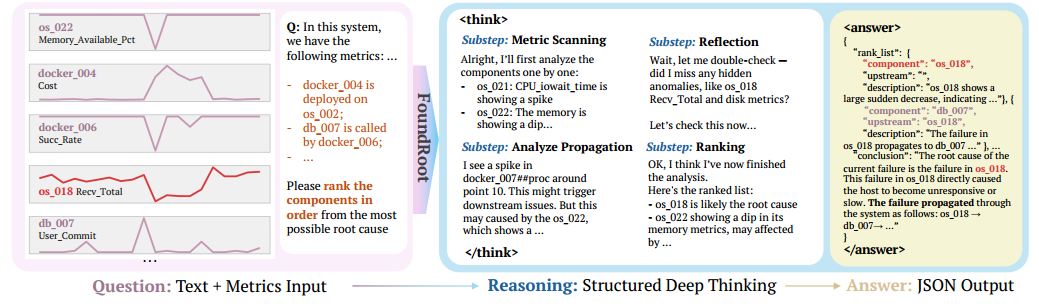 os_022
Memory_Available_Pct
docker_004
Cost
docker_006
Succ_Rate
os_018 Recv_Total
db_007
User_Commit
...
Q: In this system,
we have the
following metrics: ...
- docker_004 is
deployed on
os_002;
- db_007 is called
by docker_006;
- ...
Please rank the
components in
order from the most
possible root cause
FoundRoot
<think>
Substep: Metric Scanning
Alright, I'll first analyze the
components one by one:
- os_021: CPU_iowait_time is
showing a spike
- os_022: The memory is
showing a dip...
Substep: Analyze Propagation
I see a spike in
docker_007##proc around
point 10. This might trigger
downstream issues. But this
may caused by the os_022,
which shows a ...
</think>
Substep: Reflection
Wait, let me double-check —
did I miss any hidden
anomalies, like os_018
Recv_Total and disk metrics?
Let's check this now...
Substep: Ranking
OK, I think I've now finished
the analysis.
Here's the ranked list:
- os_018 is likely the root cause
- os_022 showing a dip in its
memory metrics, may affected
by ...
<answer>
{
"rank_list": {
"component": "os_018",
"upstream": "",
"description": "os_018 shows a
large sudden decrease, indicating ..."}, {
"component": "db_007",
"upstream": "os_018",
"description": "The failure in
os_018 propagates to db_007 ..." }, ...
"conclusion": "The root cause of the
current failure is the failure in os_018.
This failure in os_018 directly caused
the host to become unresponsive or
slow. The failure propagated through
the system as follows: os_018 →
db_007→ ..."
}
</answer>
Question: Text + Metrics Input
Reasoning: Structured Deep Thinking
Answer: JSON Output